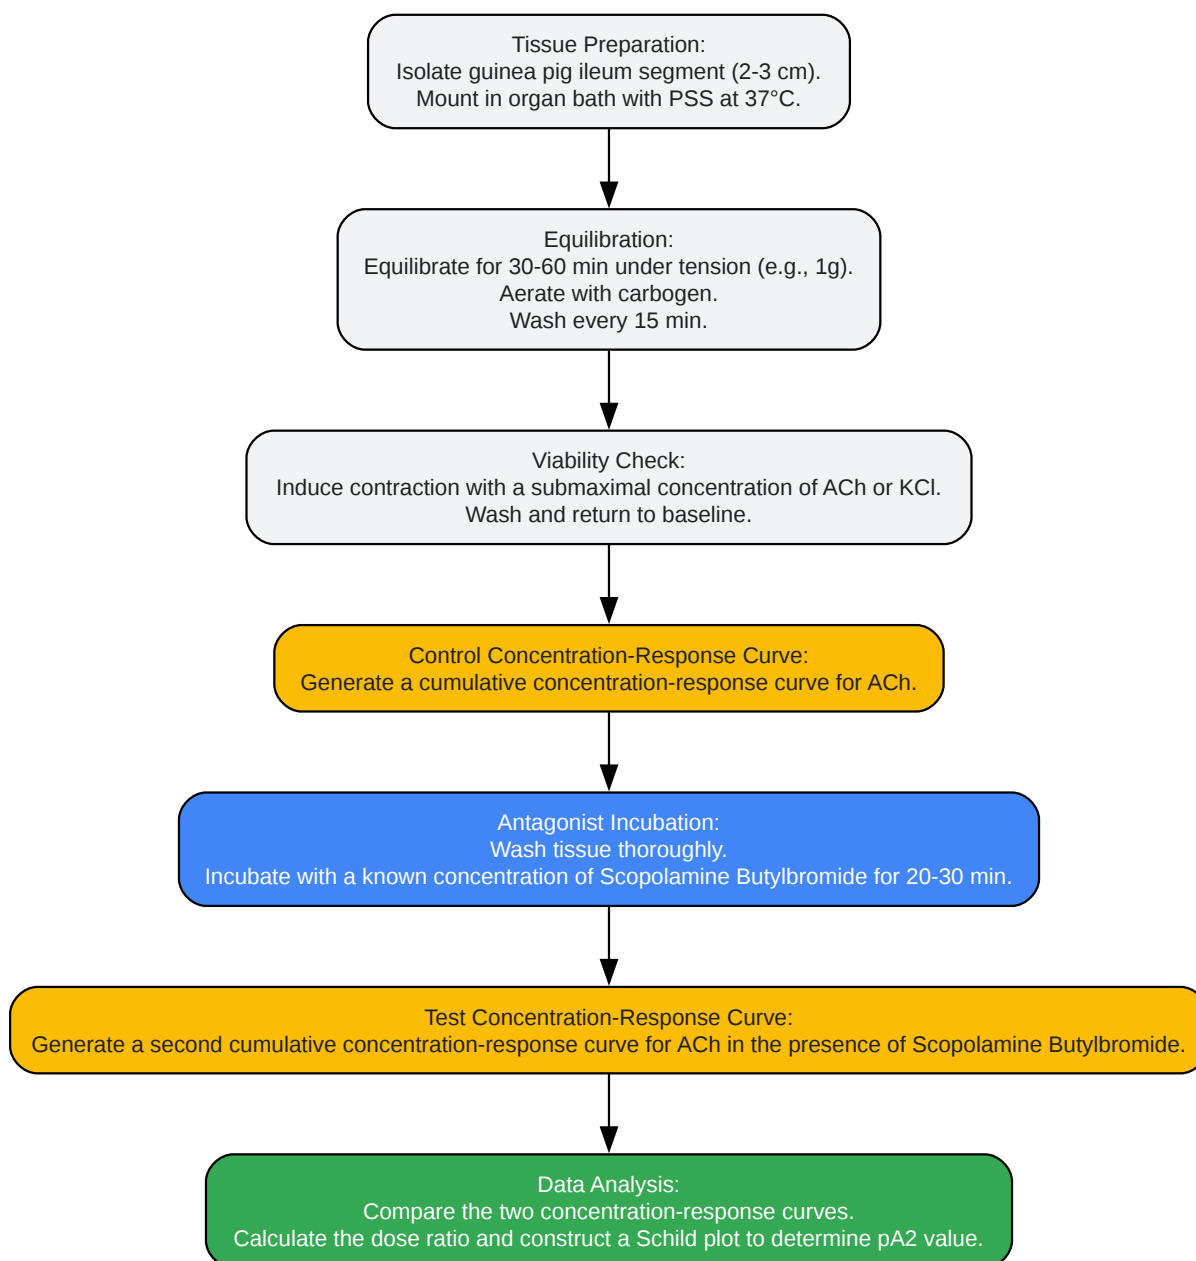 Tissue Preparation:
Isolate guinea pig ileum segment (2-3 cm).
Mount in organ bath with PSS at 37°C.
Equilibration:
Equilibrate for 30-60 min under tension (e.g., 1g).
Aerate with carbogen.
Wash every 15 min.
Viability Check:
Induce contraction with a submaximal concentration of ACh or KCl.
Wash and return to baseline.
Control Concentration-Response Curve:
Generate a cumulative concentration-response curve for ACh.
Antagonist Incubation:
Wash tissue thoroughly.
Incubate with a known concentration of Scopolamine Butylbromide for 20-30 min.
Test Concentration-Response Curve:
Generate a second cumulative concentration-response curve for ACh in the presence of Scopolamine Butylbromide.
Data Analysis:
Compare the two concentration-response curves.
Calculate the dose ratio and construct a Schild plot to determine pA2 value.